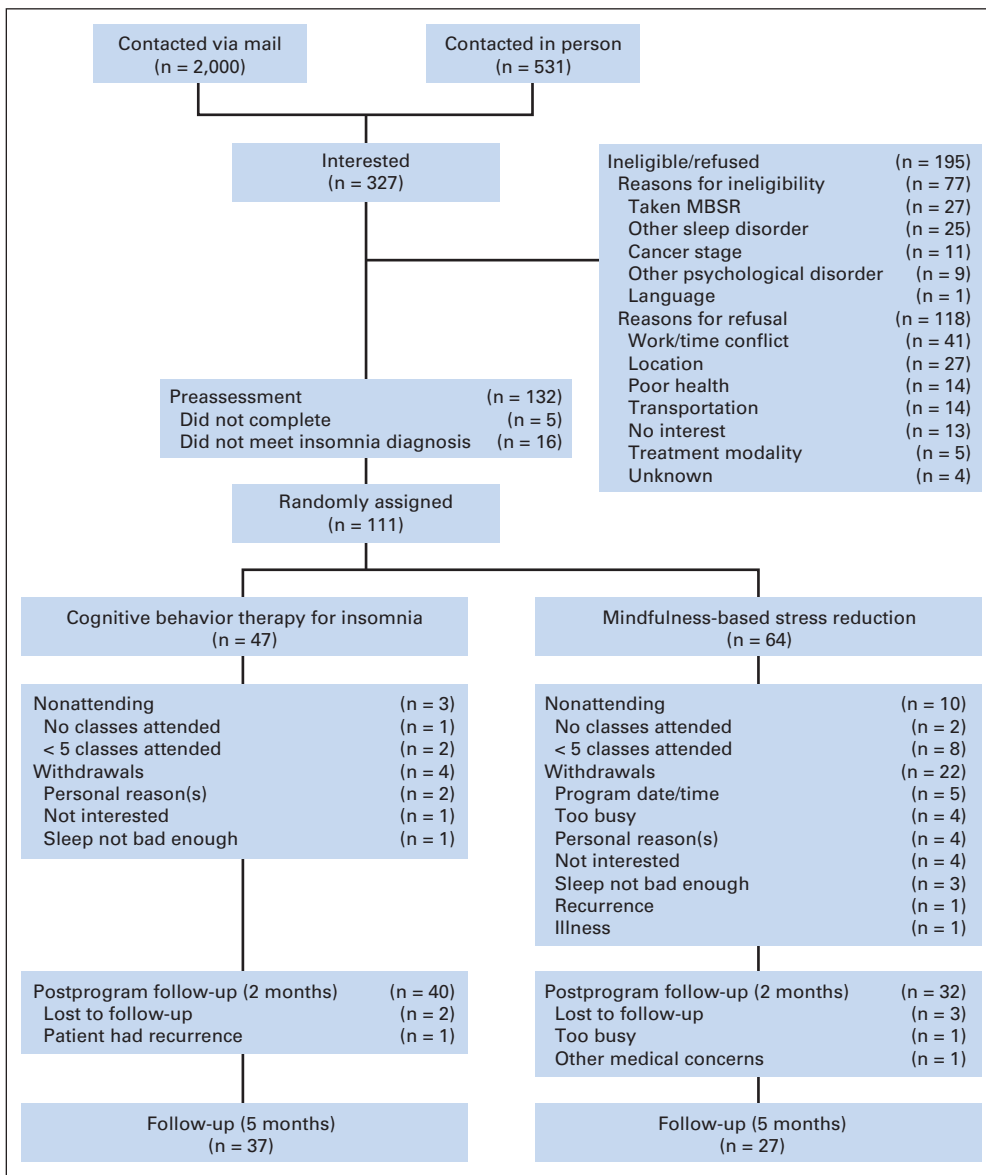 Contacted via mail
(n = 2,000)
Contacted in person
(n = 531)
Interested
(n = 327)
Ineligible/refused (n = 195)
Reasons for ineligibility (n = 77)
Taken MBSR (n = 27)
Other sleep disorder (n = 25)
Cancer stage (n = 11)
Other psychological disorder (n = 9)
Language (n = 1)
Reasons for refusal (n = 118)
Work/time conflict (n = 41)
Location (n = 27)
Poor health (n = 14)
Transportation (n = 14)
No interest (n = 13)
Treatment modality (n = 5)
Unknown (n = 4)
Preassessment (n = 132)
Did not complete (n = 5)
Did not meet insomnia diagnosis (n = 16)
Randomly assigned
(n = 111)
Cognitive behavior therapy for insomnia
(n = 47)
Nonattending (n = 3)
No classes attended (n = 1)
< 5 classes attended (n = 2)
Withdrawals (n = 4)
Personal reason(s) (n = 2)
Not interested (n = 1)
Sleep not bad enough (n = 1)
Postprogram follow-up (2 months) (n = 40)
Lost to follow-up (n = 2)
Patient had recurrence (n = 1)
Follow-up (5 months)
(n = 37)
Mindfulness-based stress reduction
(n = 64)
Nonattending (n = 10)
No classes attended (n = 2)
< 5 classes attended (n = 8)
Withdrawals (n = 22)
Program date/time (n = 5)
Too busy (n = 4)
Personal reason(s) (n = 4)
Not interested (n = 4)
Sleep not bad enough (n = 3)
Recurrence (n = 1)
Illness (n = 1)
Postprogram follow-up (2 months) (n = 32)
Lost to follow-up (n = 3)
Too busy (n = 1)
Other medical concerns (n = 1)
Follow-up (5 months)
(n = 27)